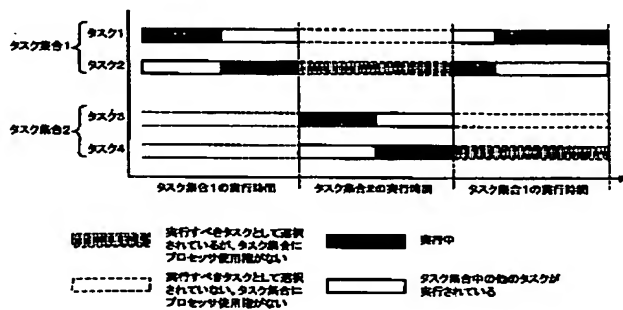 タスク集合1
タスク1
タスク2
タスク集合2
タスク3
タスク4
タスク集合1の実行時間
タスク集合2の実行時間
タスク集合1の実行時間
実行すべきタスクとして選択
されているが、タスク集合に
プロセッサ使用権がない
実行中
実行すべきタスクとして選択
されていない、タスク集合に
プロセッサ使用権がない
タスク集合中の他のタスクが
実行されている